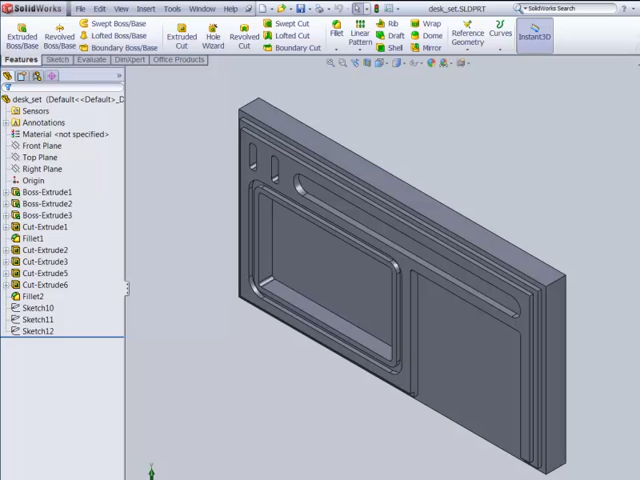 SolidWorks File Edit View Insert Tools Window Help desk_set.SLDPRT SolidWorks Search
Extruded Boss/Base
Revolved Boss/Base
Swept Boss/Base
Lofted Boss/Base
Boundary Boss/Base
Extruded Cut
Hole Wizard
Revolved Cut
Swept Cut
Lofted Cut
Boundary Cut
Fillet
Linear Pattern
Rib
Draft
Shell
Wrap
Dome
Mirror
Reference Geometry
Curves
Instant3D
Features Sketch Evaluate DimXpert Office Products
desk_set (Default<<Default>_D
Sensors
Annotations
Material <not specified>
Front Plane
Top Plane
Right Plane
Origin
Boss-Extrude1
Boss-Extrude2
Boss-Extrude3
Cut-Extrude1
Fillet1
Cut-Extrude2
Cut-Extrude3
Cut-Extrude5
Cut-Extrude6
Fillet2
Sketch10
Sketch11
Sketch12